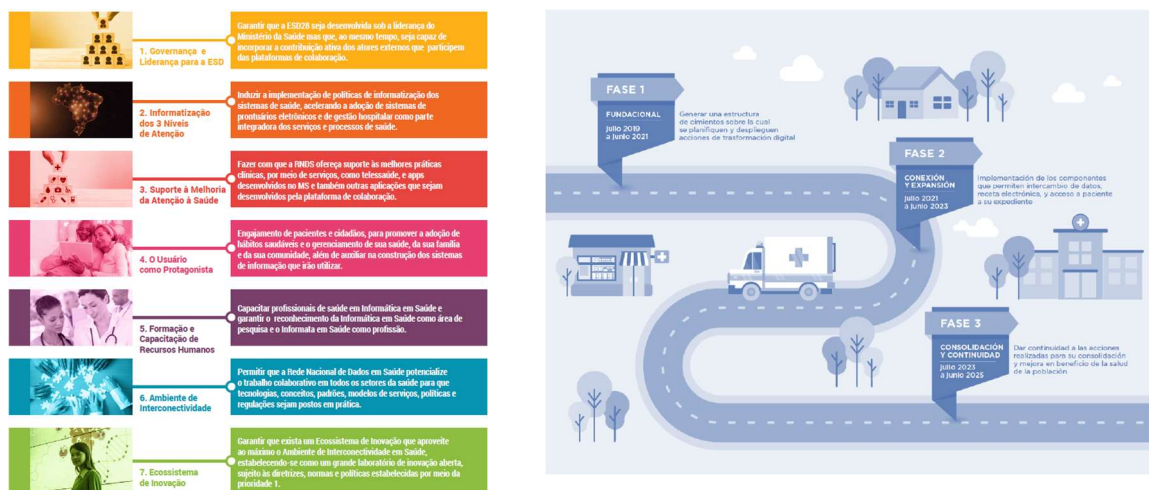 1. Governança e
Liderança para a ESD
Garantir que a ESD28 seja desenvolvida sob a liderança do
Ministério da Saúde mas que, ao mesmo tempo, seja capaz de
incorporar a contribuição ativa dos atores externos que participem
das plataformas de colaboração.
2. Informatização
dos 3 Níveis
de Atenção
Induzir a implementação de políticas de informatização dos
sistemas de saúde, acelerando a adoção de sistemas de
prontuários eletrônicos e de gestão hospitalar como parte
integradora dos serviços e processos de saúde.
3. Suporte à Melhoria
da Atenção à Saúde
Fazer com que a RNDS ofereça suporte às melhores práticas
clínicas, por meio de serviços, como telessaúde, e apps
desenvolvidos no MS e também outras aplicações que sejam
desenvolvidos pela plataforma de colaboração.
4. O Usuário
como Protagonista
Engajamento de pacientes e cidadãos, para promover a adoção de
hábitos saudáveis e o gerenciamento de sua saúde, da sua família
e da sua comunidade, além de auxiliar na construção dos sistemas
de informação que irão utilizar.
5. Formação e
Capacitação de
Recursos Humanos
Capacitar profissionais de saúde em Informática em Saúde e
garantir o reconhecimento da Informática em Saúde como área de
pesquisa e o Informata em Saúde como profissão.
6. Ambiente de
Interconectividade
Permitir que a Rede Nacional de Dados em Saúde potencialize
o trabalho colaborativo em todos os setores da saúde para que
tecnologias, conceitos, padrões, modelos de serviços, políticas e
regulações sejam postos em prática.
7. Ecossistema
de Inovação
Garantir que exista um Ecossistema de Inovação que aproveite
ao máximo o Ambiente de Interconectividade em Saúde,
estabelecendo-se como um grande laboratório de inovação aberta,
sujeito às diretrizes, normas e políticas estabelecidas por meio da
prioridade 1.
FASE 1
FUNDACIONAL
julio 2019
a junio 2021
Generar una estructura
de cimientos sobre la cual
se planifiquen y desplieguen
acciones de trasformación digital
FASE 2
CONEXIÓN
Y EXPANSIÓN
julio 2021
a junio 2023
Implementación de los componentes
que permiten intercambio de datos,
receta electrónica, y acceso a paciente
a su expediente
FASE 3
CONSOLIDACIÓN
Y CONTINUIDAD
julio 2023
a junio 2025
Dar continuidad a las acciones
realizadas para su consolidación
y mejora en beneficio de la salud
de la población